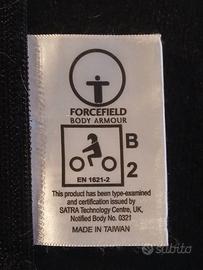 FORCEFIELD
BODY ARMOUR
B
2
EN 1621-2
This product has been type-examined
and certification issued by
SATRA Technology Centre, UK,
Notified Body No. 0321
MADE IN TAIWAN
subito